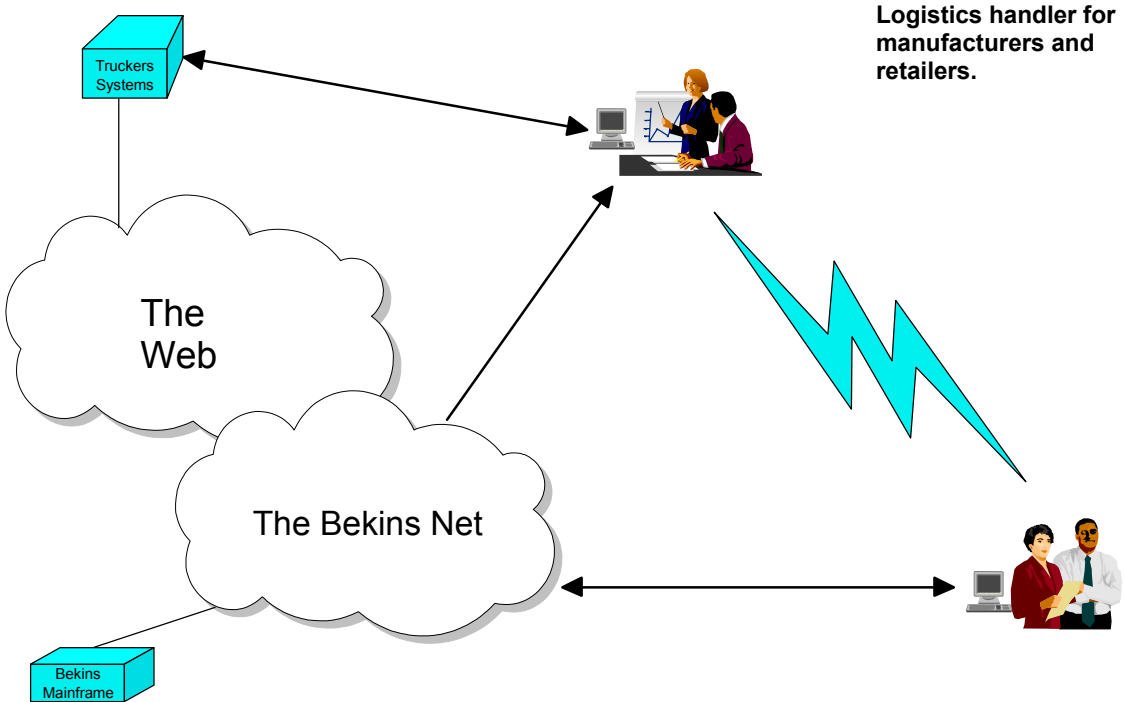 Logistics handler for
manufacturers and
retailers.
Truckers
Systems
The
Web
The Bekins Net
Bekins
Mainframe